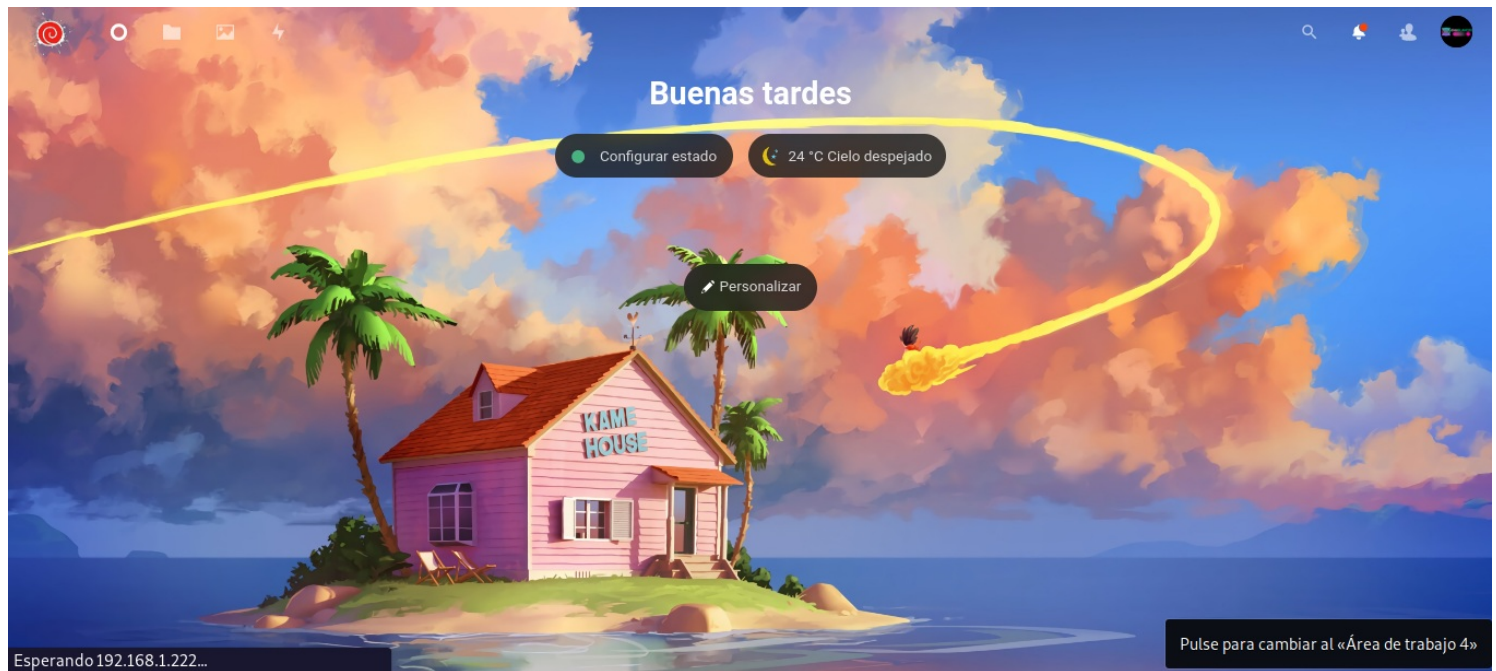 Buenas tardes
Configurar estado
24 °C Cielo despejado
Personalizar
KAME
HOUSE
Pulse para cambiar al «Área de trabajo 4»
Esperando 192.168.1.222...